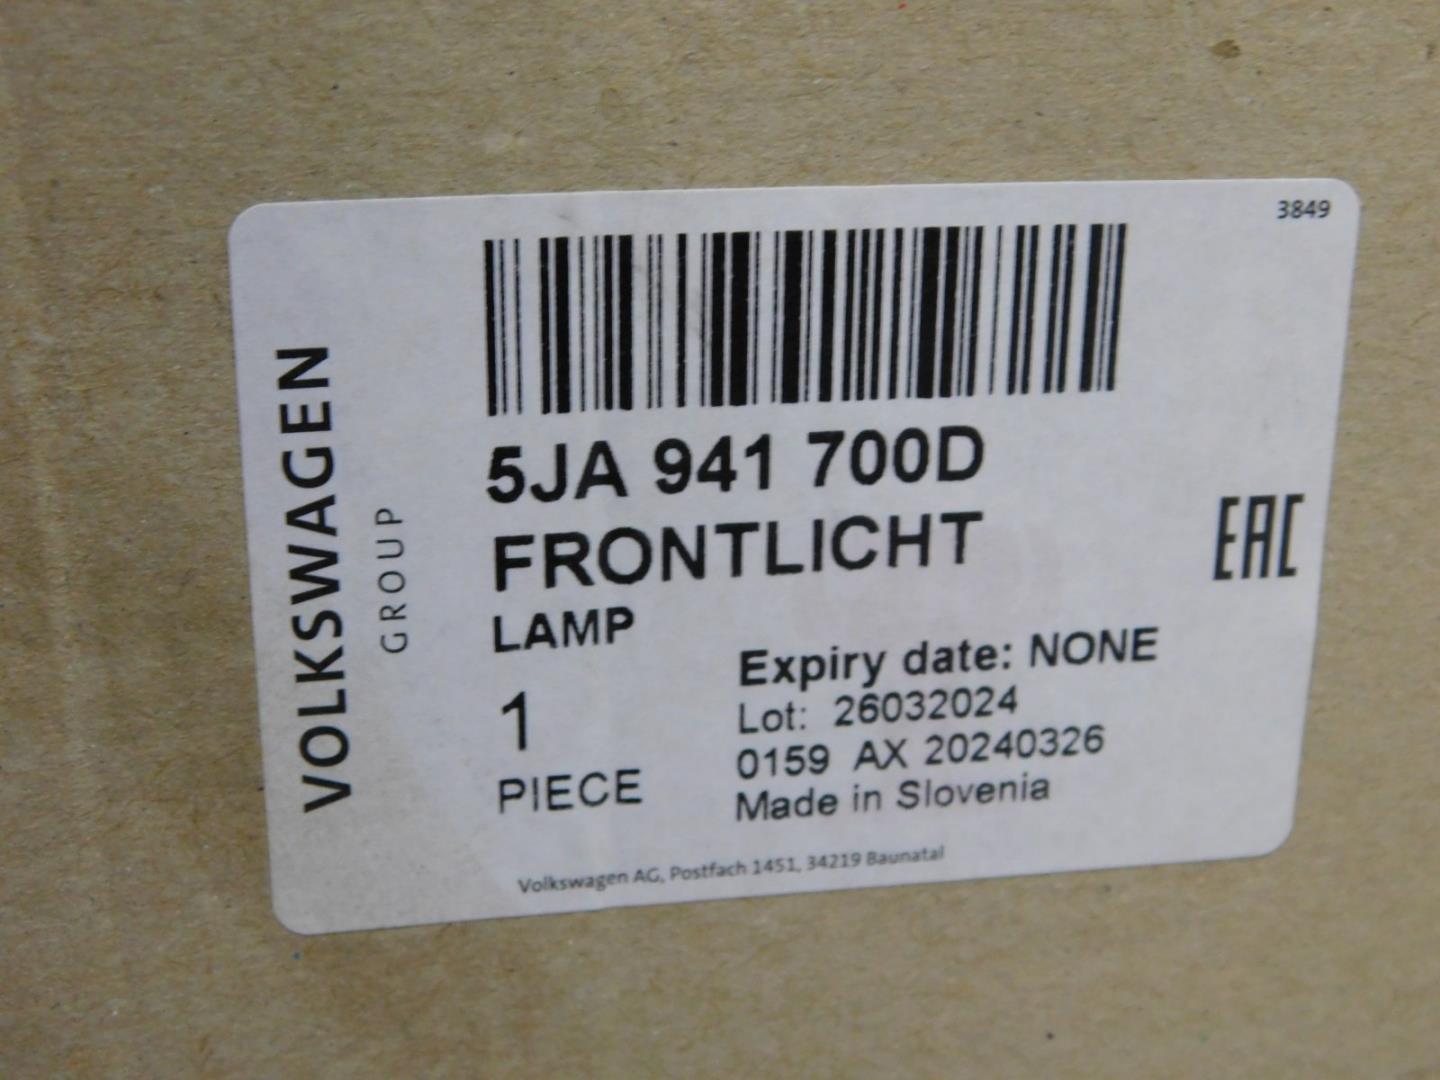 3849
VOLKSWAGEN
GROUP
5JA 941 700D
FRONTLICHT
LAMP
EAC
1
PIECE
Expiry date: NONE
Lot: 26032024
0159 AX 20240326
Made in Slovenia
Volkswagen AG, Postfach 1451, 34219 Baunatal